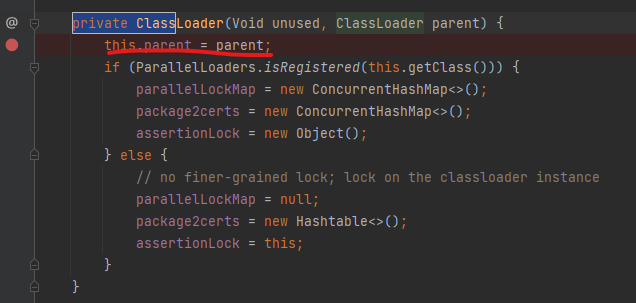 @ private ClassLoader(Void unused, ClassLoader parent) {
this.parent = parent;
if (ParallelLoaders.isRegistered(this.getClass())) {
parallelLockMap = new ConcurrentHashMap<>();
package2certs = new ConcurrentHashMap<>();
assertionLock = new Object();
} else {
// no finer-grained lock; lock on the classloader instance
parallelLockMap = null;
package2certs = new Hashtable<>();
assertionLock = this;
}
}